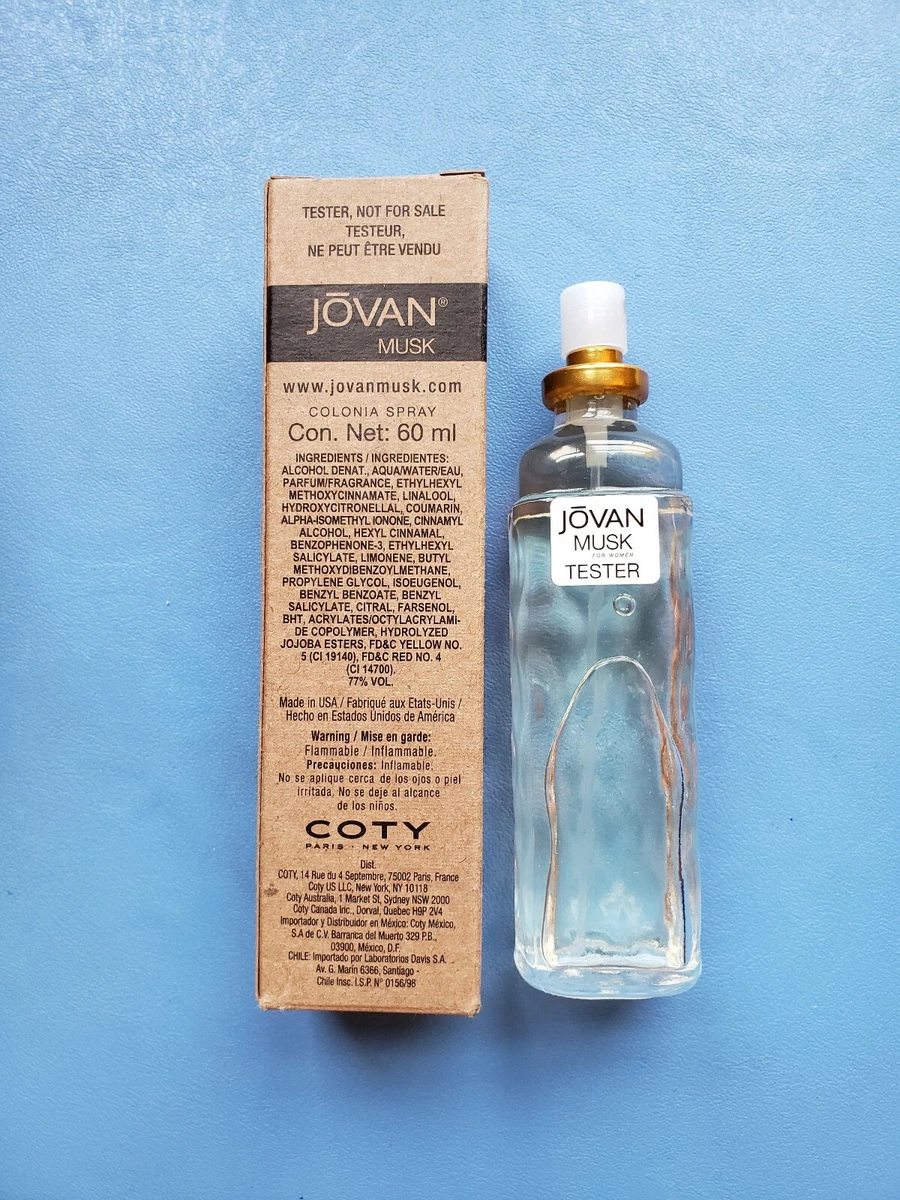 TESTER, NOT FOR SALE
TESTEUR,
NE PEUT ÊTRE VENDU
JŌVAN®
MUSK
www.jovanmusk.com
COLONIA SPRAY
Con. Net: 60 ml
INGREDIENTS / INGREDIENTES:
ALCOHOL DENAT., AQUA/WATER/EAU,
PARFUM/FRAGRANCE, ETHYLHEXYL
METHOXYCINNAMATE, LINALOOL,
HYDROXYCITRONELLAL, COUMARIN,
ALPHA-ISOMETHYL IONONE, CINNAMYL
ALCOHOL, HEXYL CINNAMAL,
BENZOPHENONE-3, ETHYLHEXYL
SALICYLATE, LIMONENE, BUTYL
METHOXYDIBENZOYLMETHANE,
PROPYLENE GLYCOL, ISOEUGENOL,
BENZYL BENZOATE, BENZYL
SALICYLATE, CITRAL, FARSENOL,
BHT, ACRYLATES/OCTYLACRYLAMI-
DE COPOLYMER, HYDROLYZED
JOJOBA ESTERS, FD&C YELLOW NO.
5 (CI 19140), FD&C RED NO. 4
(CI 14700).
77% VOL.
Made in USA / Fabriqué aux Etats-Unis /
Hecho en Estados Unidos de América
Warning / Mise en garde:
Flammable / Inflammable.
Precauciones: Inflamable.
No se aplique cerca de los ojos o piel
irritada. No se deje al alcance
de los niños.
COTY
PARIS · NEW YORK
Dist.
COTY, 14 Rue du 4 Septembre, 75002 Paris, France
Coty US LLC, New York, NY 10118
Coty Australia, 1 Market St, Sydney NSW 2000
Coty Canada Inc., Dorval, Quebec H9P 2V4
Importador y Distribuidor en México: Coty México,
S.A de C.V. Barranca del Muerto 329 P.B.,
03900, México, D.F.
CHILE: Importado por Laboratorios Davis S.A.
Av. G. Marín 6366, Santiago -
Chile Insc. I.S.P. N° 0156/98
JŌVAN
MUSK
FOR WOMEN
TESTER